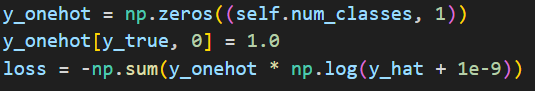 y_onehot = np.zeros((self.num_classes, 1))
y_onehot[y_true, 0] = 1.0
loss = -np.sum(y_onehot * np.log(y_hat + 1e-9))